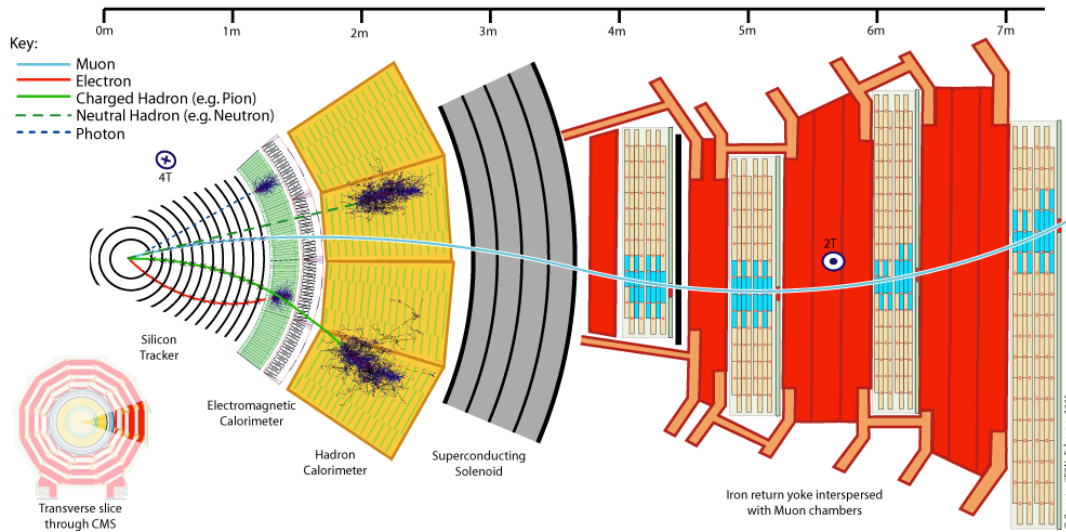 0m 1m 2m 3m 4m 5m 6m 7m
Key:
Muon
Electron
Charged Hadron (e.g. Pion)
Neutral Hadron (e.g. Neutron)
Photon
4T
2T
Silicon
Tracker
Electromagnetic
Calorimeter
Hadron
Calorimeter
Superconducting
Solenoid
Iron return yoke interspersed
with Muon chambers
Transverse slice
through CMS